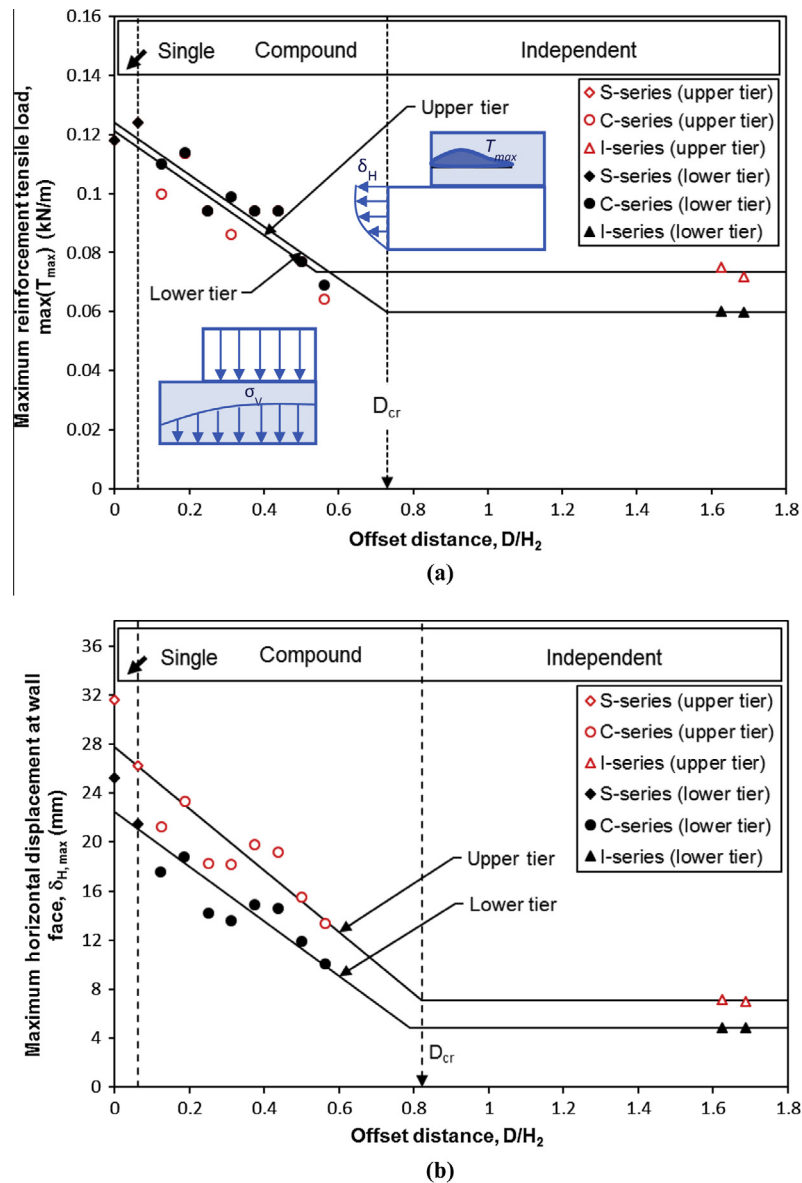 0.16
0.14
0.12
0.1
0.08
0.06
0.04
0.02
0
Maximum reinforcement tensile load,
max(Tmax) (kN/m)
Single
Compound
Independent
S-series (upper tier)
C-series (upper tier)
I-series (upper tier)
S-series (lower tier)
C-series (lower tier)
I-series (lower tier)
Upper tier
Tmax
δH
Lower tier
σv
Dcr
0 0.2 0.4 0.6 0.8 1 1.2 1.4 1.6 1.8
Offset distance, D/H2
(a)
36
32
28
24
20
16
12
8
4
0
Maximum horizontal displacement at wall
face, δH, max (mm)
Single
Compound
Independent
S-series (upper tier)
C-series (upper tier)
I-series (upper tier)
S-series (lower tier)
C-series (lower tier)
I-series (lower tier)
Upper tier
Lower tier
Dcr
0 0.2 0.4 0.6 0.8 1 1.2 1.4 1.6 1.8
Offset distance, D/H2
(b)